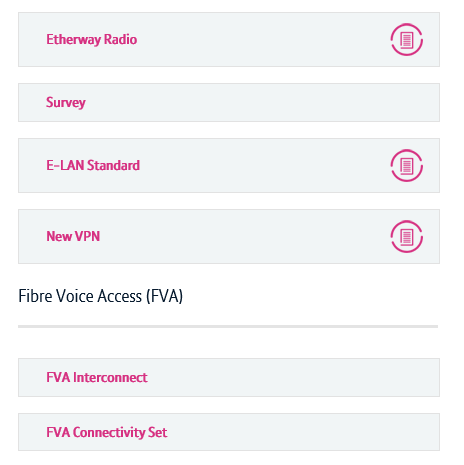 Etherway Radio
Survey
E-LAN Standard
New VPN
Fibre Voice Access (FVA)
FVA Interconnect
FVA Connectivity Set